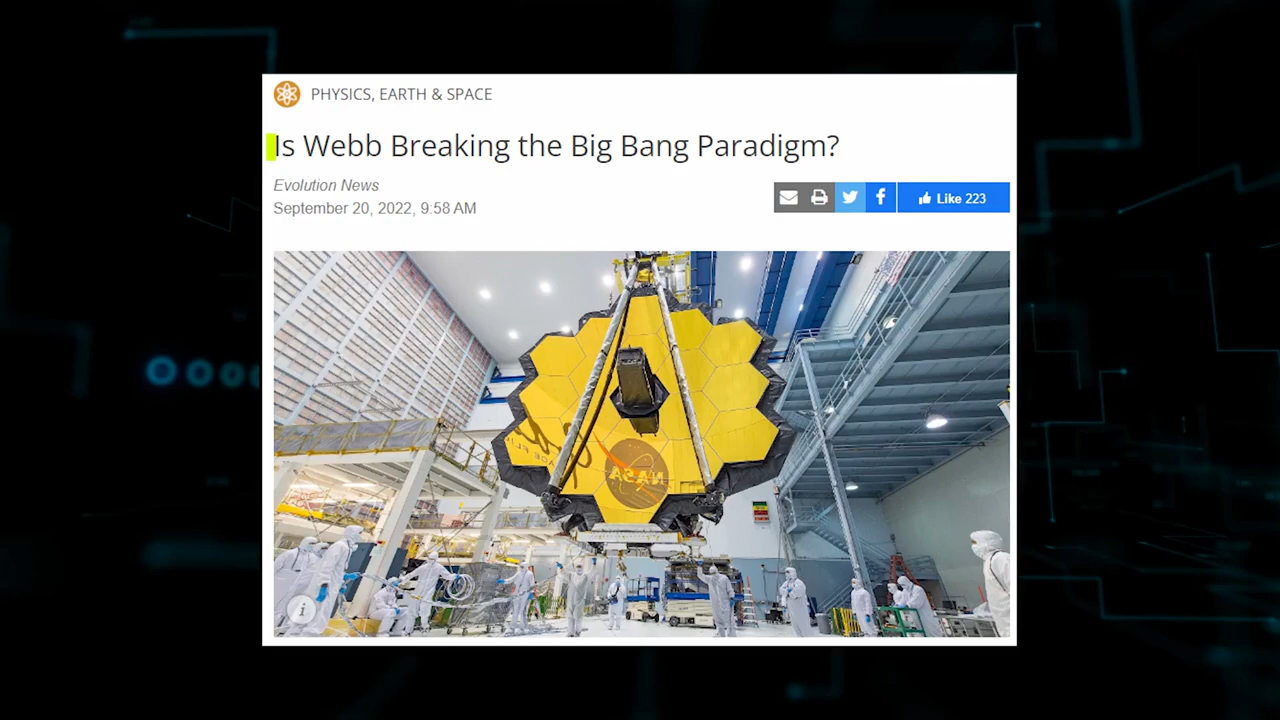 PHYSICS, EARTH & SPACE
Is Webb Breaking the Big Bang Paradigm?
Evolution News
September 20, 2022, 9:58 AM
Like 223
NASA
i